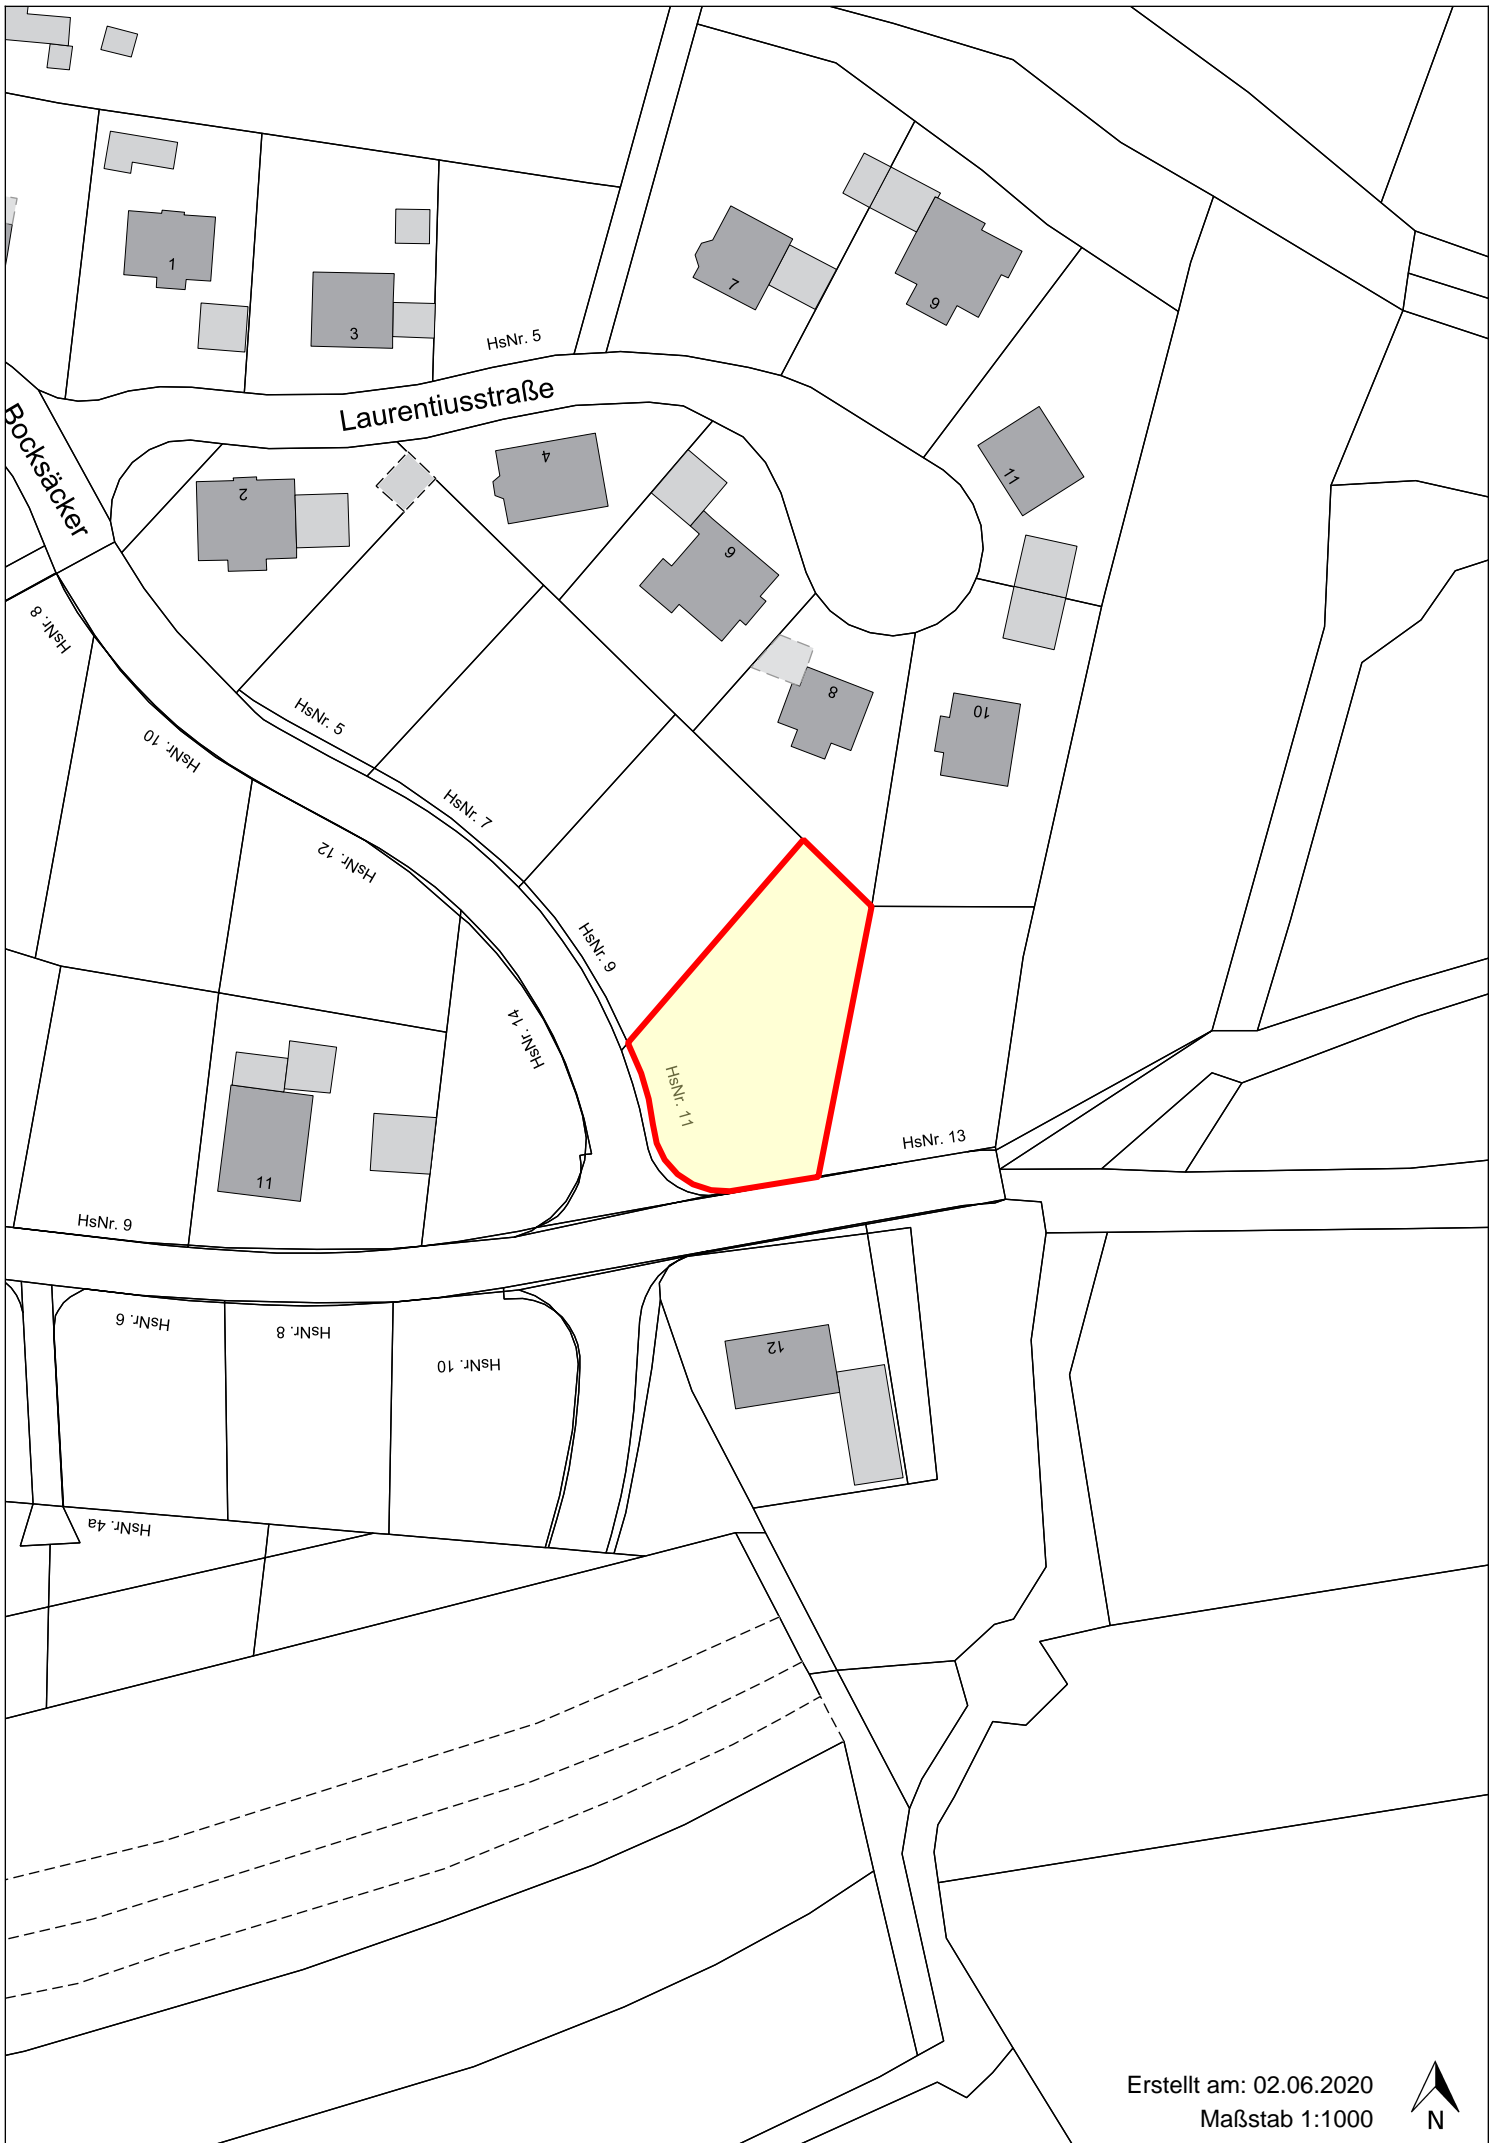 1
3
HsNr. 5
7
9
Laurentiusstraße
Bocksäcker
2
4
6
11
8
10
HsNr. 8
HsNr. 5
HsNr. 10
HsNr. 7
HsNr. 12
HsNr. 9
HsNr. 14
HsNr. 11
HsNr. 13
11
HsNr. 9
HsNr. 6
HsNr. 8
HsNr. 10
12
HsNr. 4a
Erstellt am: 02.06.2020
Maßstab 1:1000
N